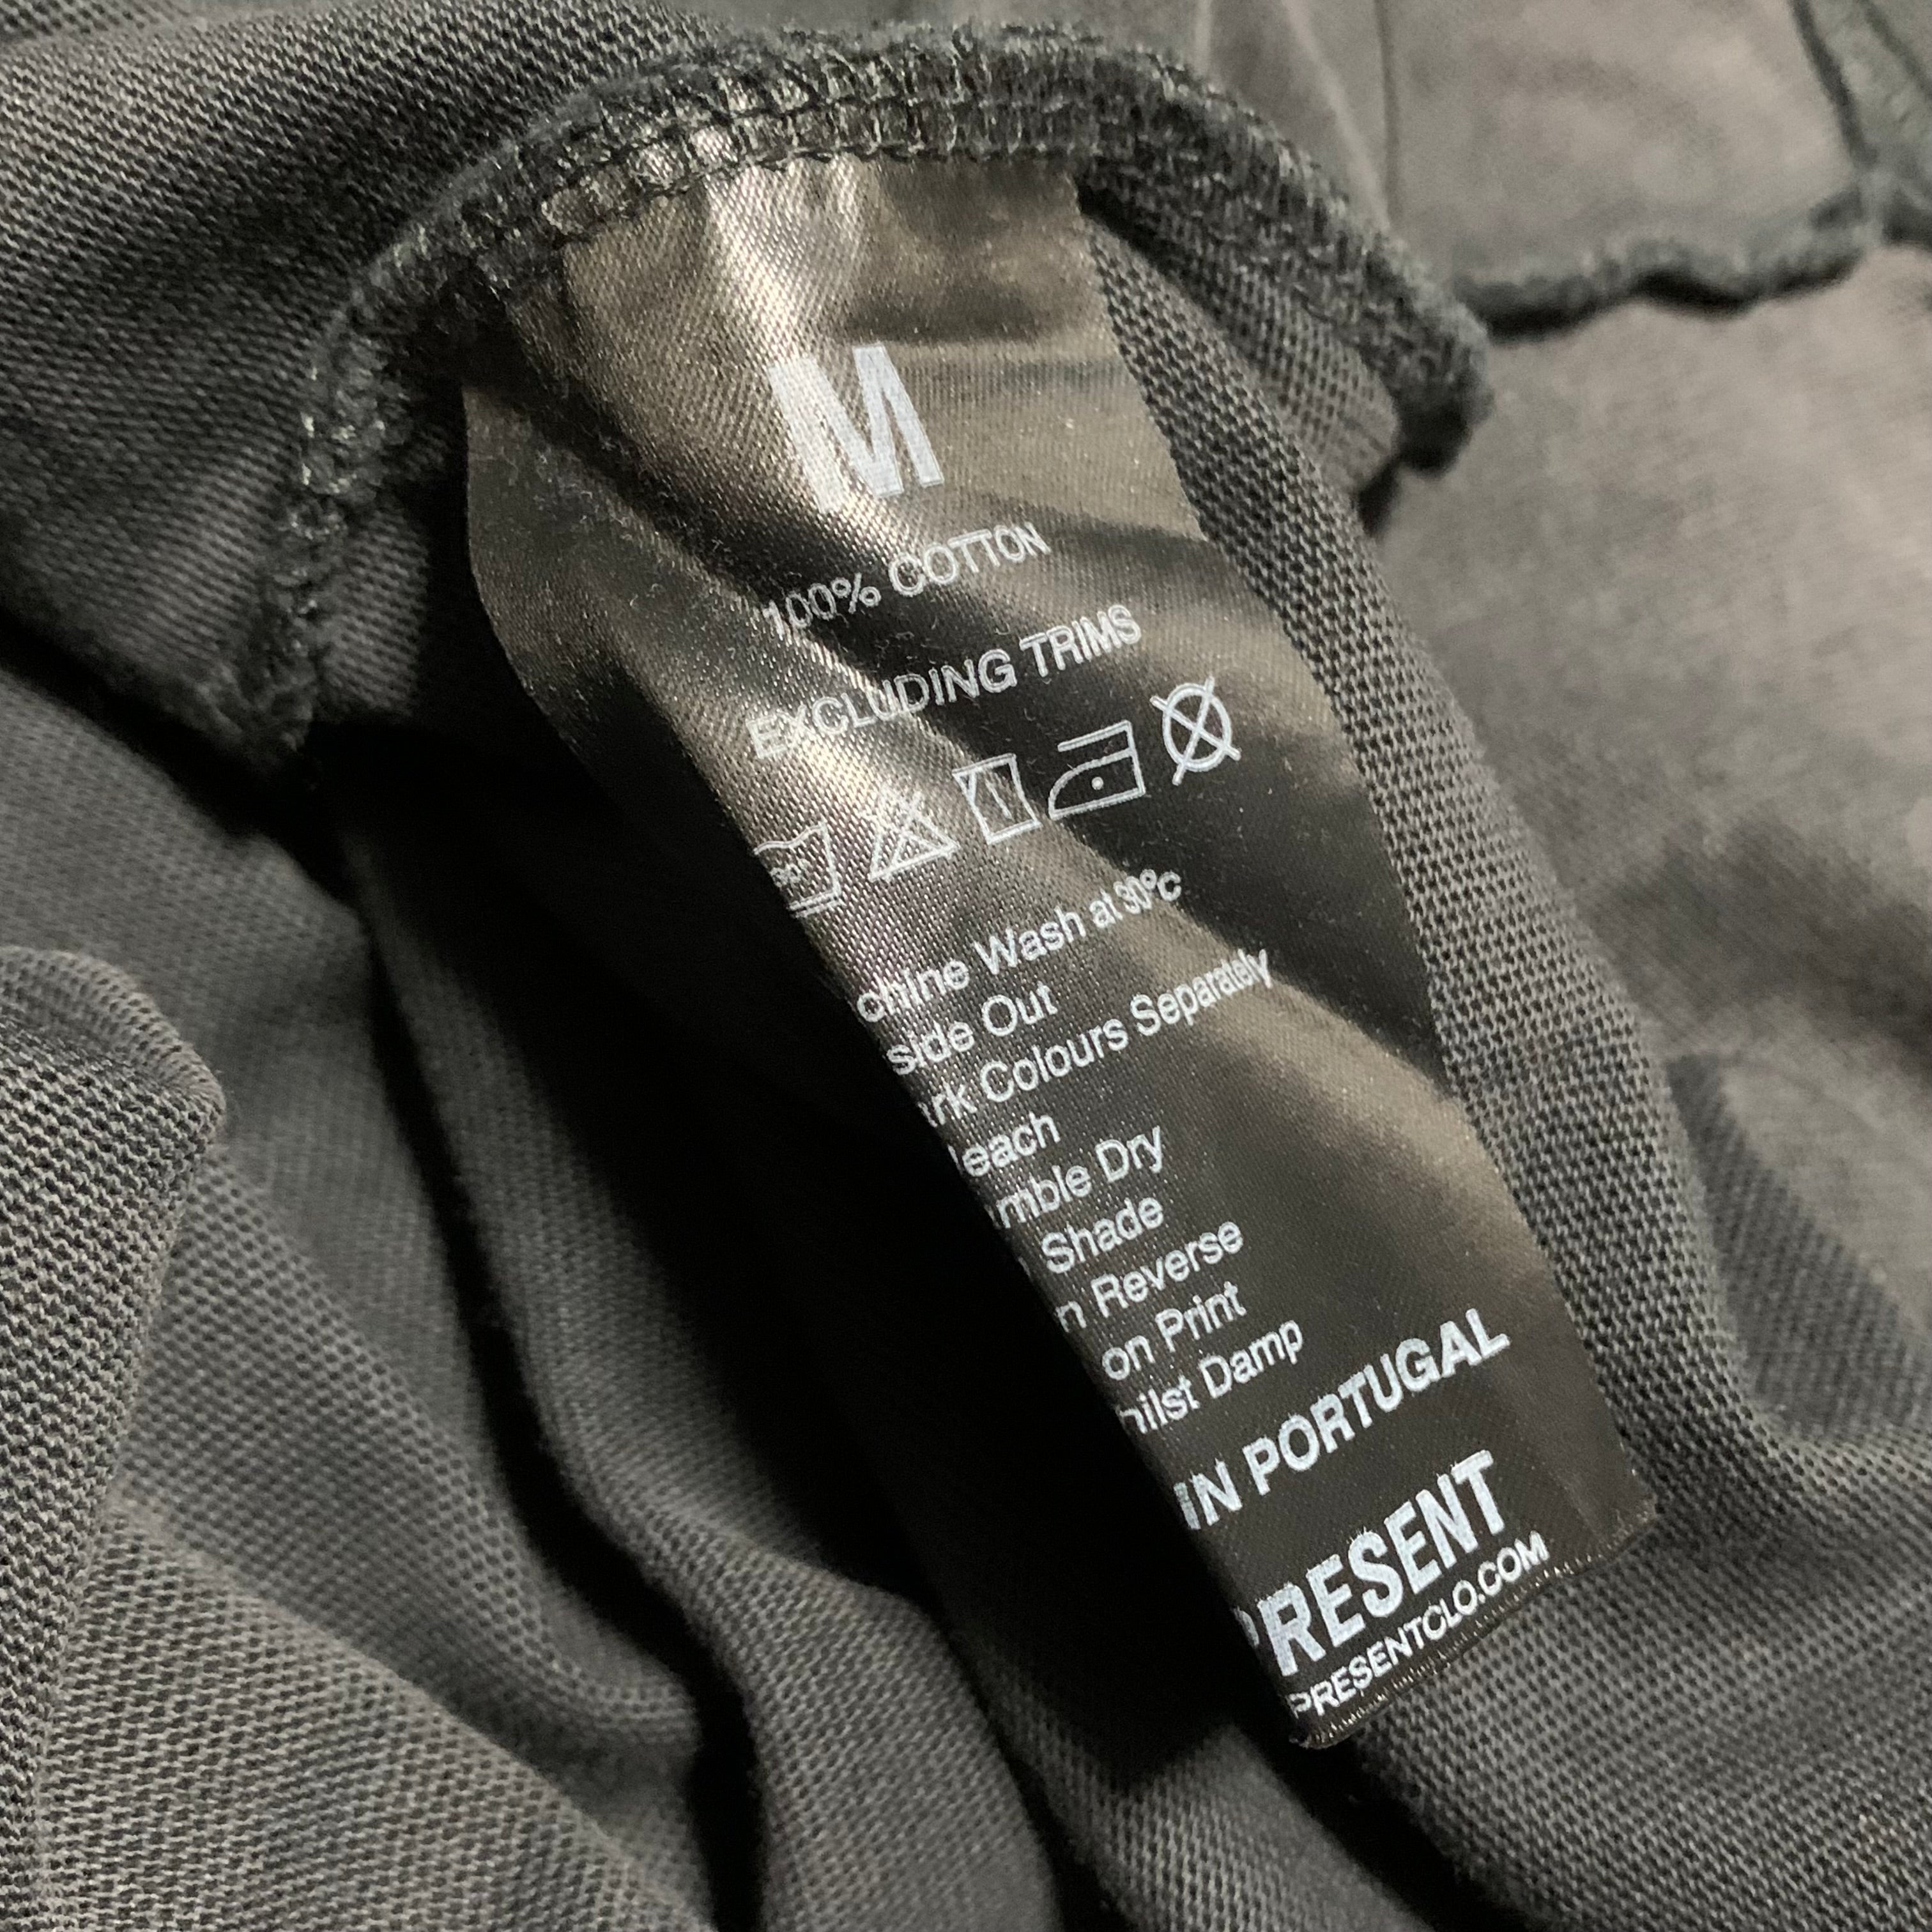 M
100% COTTON
EXCLUDING TRIMS
30°
chine Wash at 30°C
side Out
rk Colours Separately
leach
mble Dry
Shade
n Reverse
on Print
hilst Damp
IN PORTUGAL
PRESENT
PRESENTCLO.COM